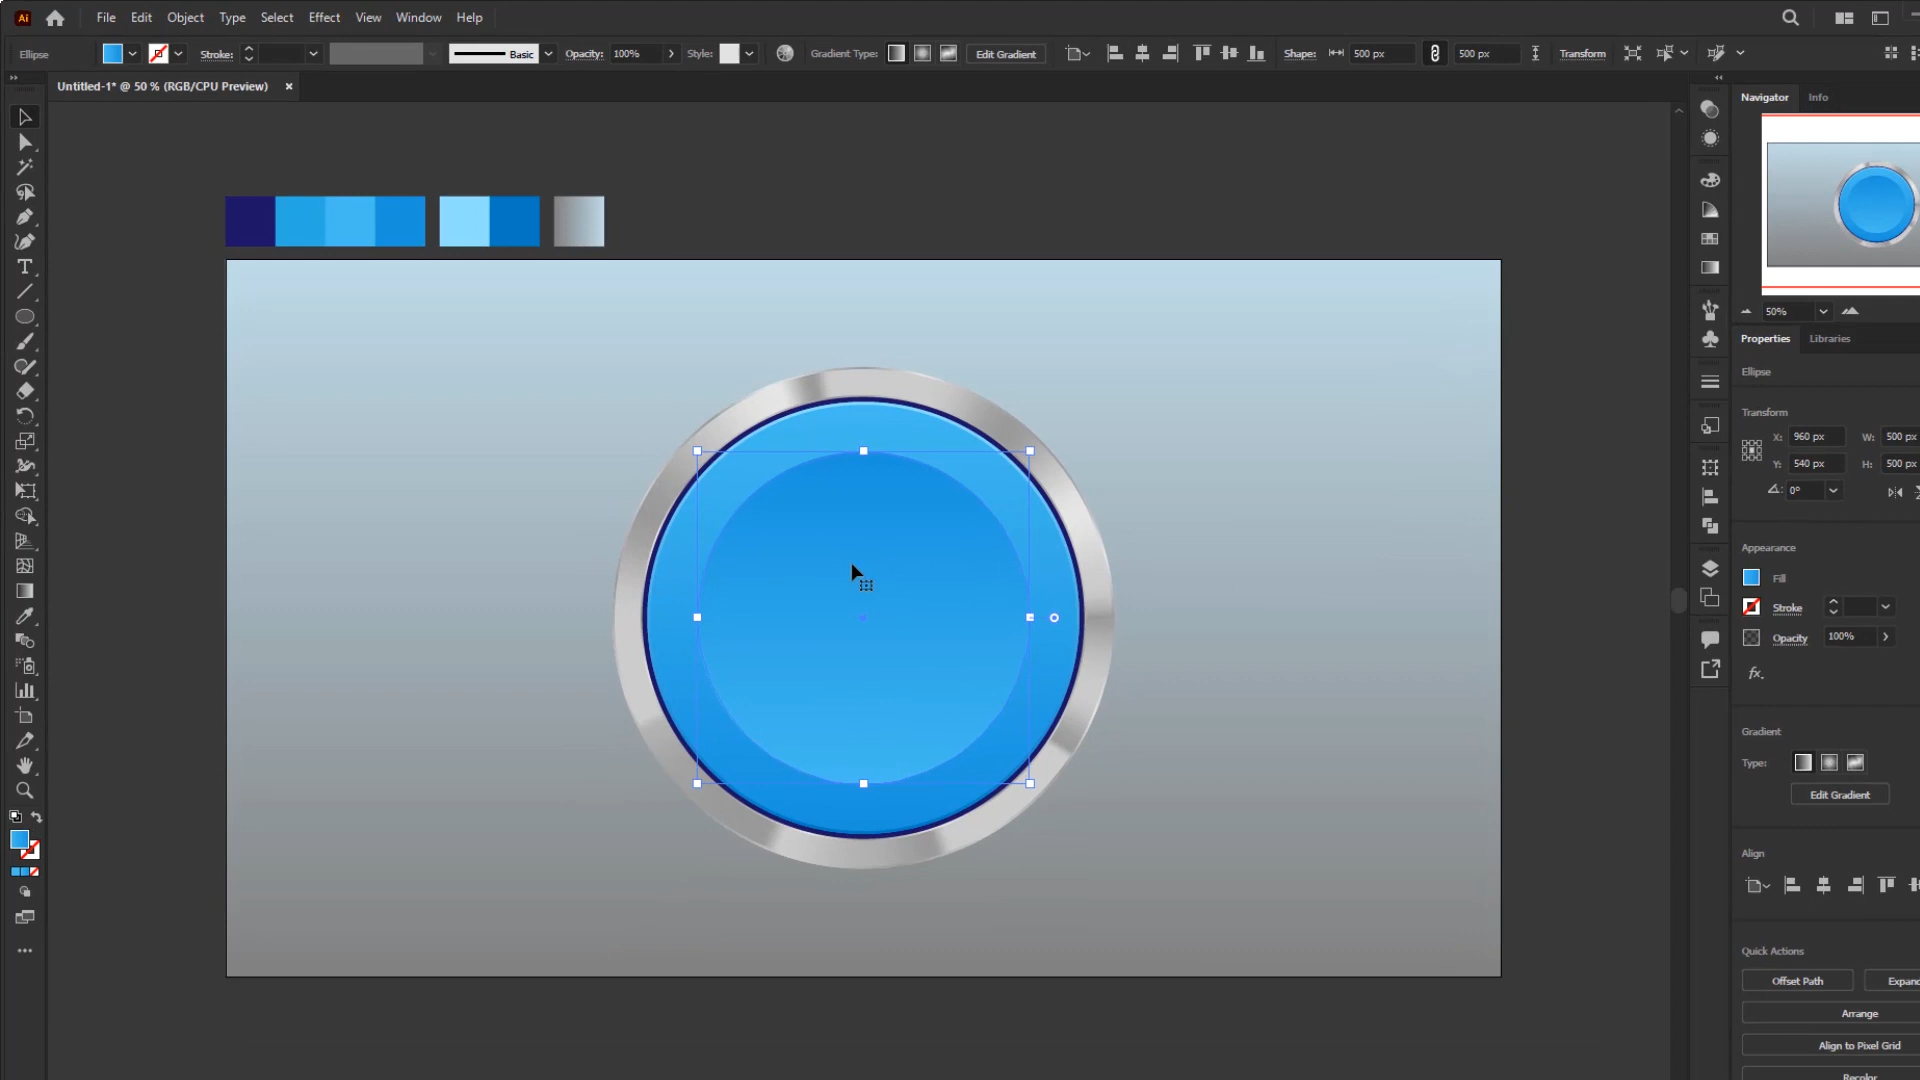 Ai File Edit Object Type Select Effect View Window Help
Ellipse Stroke: Basic Opacity: 100% Style: Gradient Type: Edit Gradient Shape: 500 px 500 px Transform
Untitled-1* @ 50 % (RGB/CPU Preview) ×
Navigator Info
50%
Properties Libraries
Ellipse
Transform
X: 960 px W: 500 px
Y: 540 px H: 500 px
0°
Appearance
Fill
Stroke
Opacity 100%
fx.
Gradient
Type:
Edit Gradient
Align
Quick Actions
Offset Path Expand
Arrange
Align to Pixel Grid
Recolor